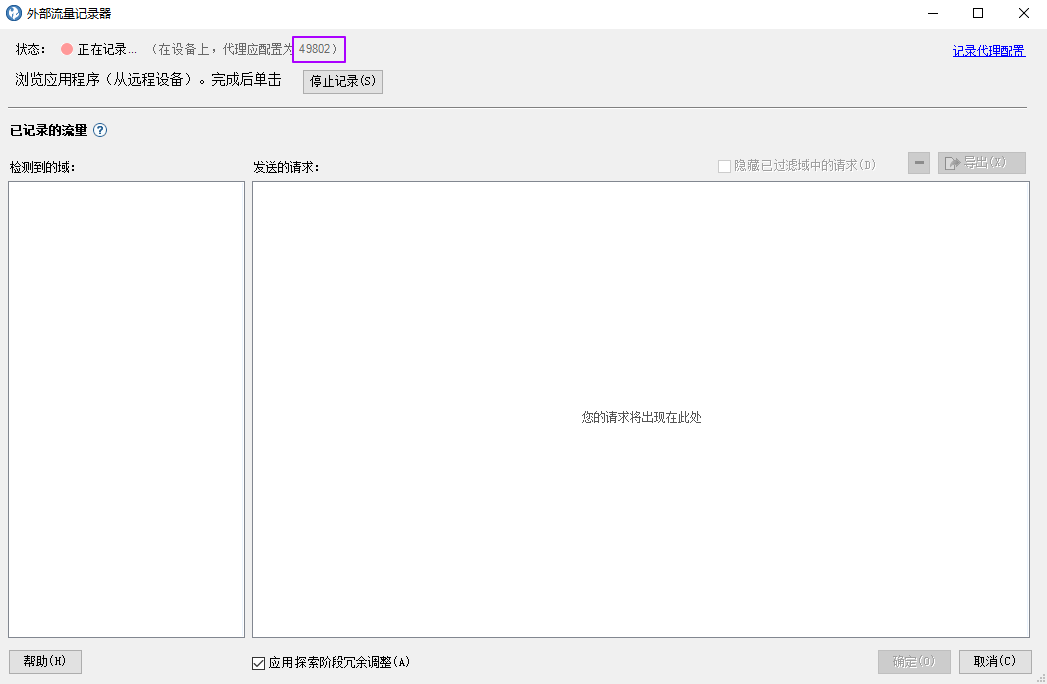 外部流量记录器
状态： 正在记录... （在设备上，代理应配置为 49802） 记录代理配置
浏览应用程序（从远程设备）。完成后单击 停止记录(S)
已记录的流量 ?
检测到的域： 发送的请求： 隐藏已过滤域中的请求(D) 导出(X)
您的请求将出现在此处
帮助(H) 应用探索阶段冗余调整(A) 确定(O) 取消(C)